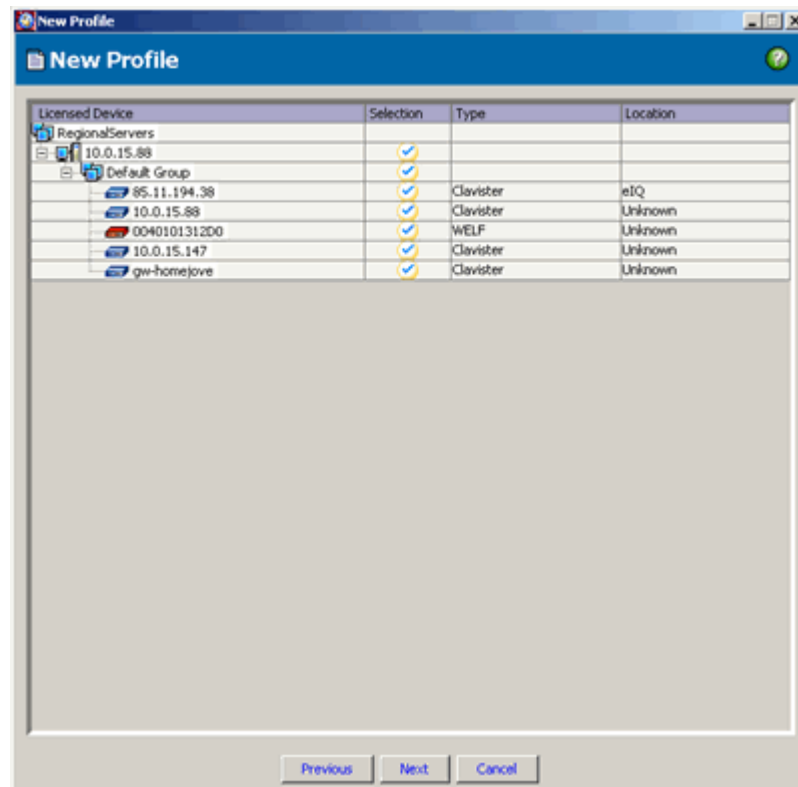 New Profile
New Profile
Licensed Device Selection Type Location
RegionalServers
10.0.15.88
Default Group
85.11.194.38 Clavister eIQ
10.0.15.88 Clavister Unknown
0040101312D0 WELF Unknown
10.0.15.147 Clavister Unknown
gw-homejove Clavister Unknown
Previous Next Cancel